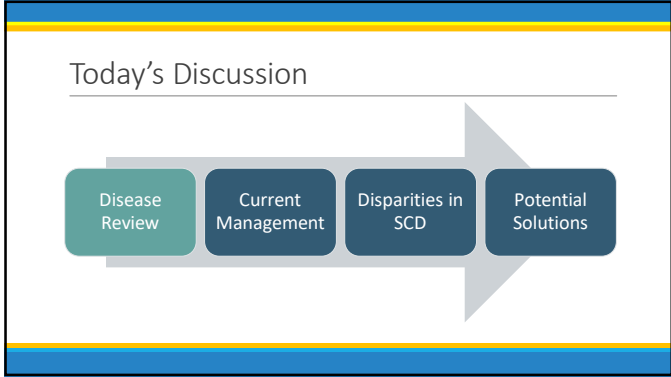 Today's Discussion
Disease
Review
Current
Management
Disparities in
SCD
Potential
Solutions